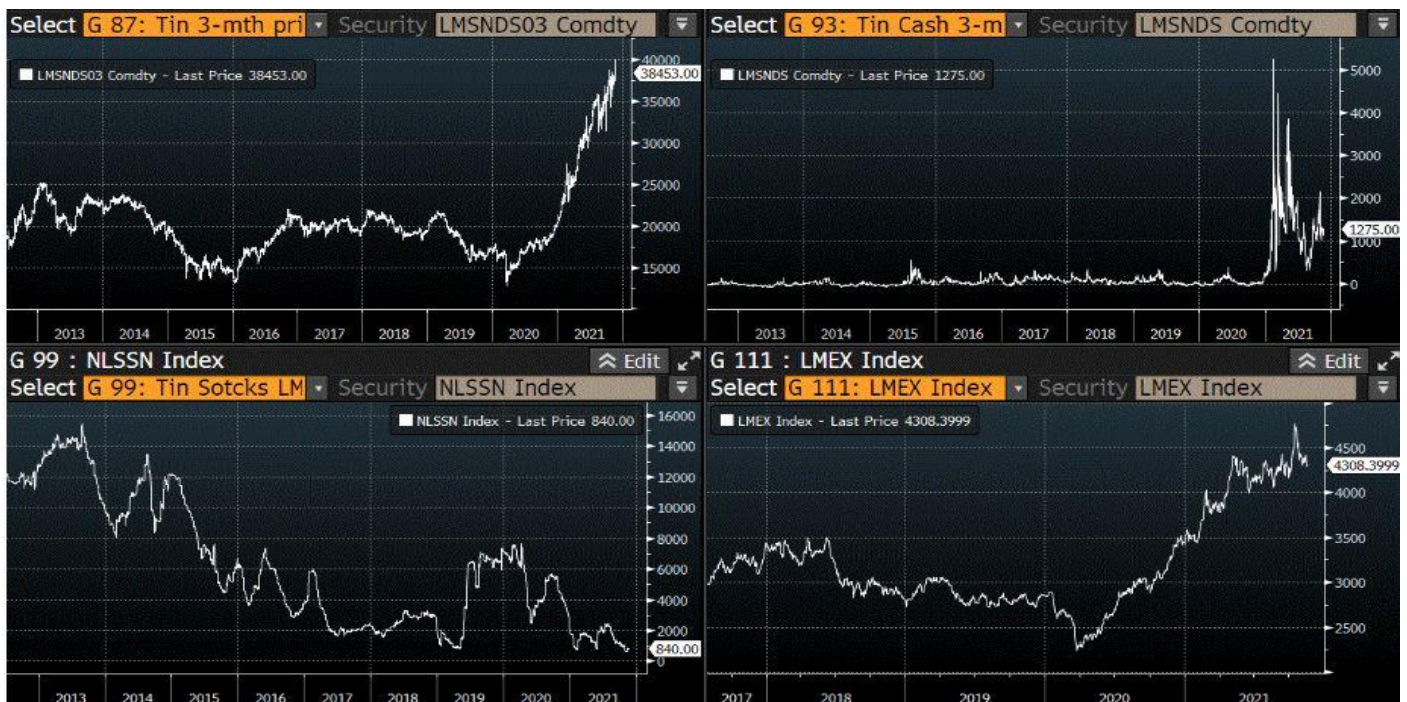 Select G 87: Tin 3-mth pri Security LMSNDS03 Comdty
LMSNDS03 Comdty - Last Price 38453.00
40000
38453.00
35000
30000
25000
20000
15000
2013 2014 2015 2016 2017 2018 2019 2020 2021
Select G 93: Tin Cash 3-m Security LMSNDS Comdty
LMSNDS Comdty - Last Price 1275.00
5000
4000
3000
2000
1275.00
1000
0
2013 2014 2015 2016 2017 2018 2019 2020 2021
G 99 : NLSSN Index Edit
Select G 99: Tin Sotcks LM Security NLSSN Index
NLSSN Index - Last Price 840.00
16000
14000
12000
10000
8000
6000
4000
2000
840.00
0
2013 2014 2015 2016 2017 2018 2019 2020 2021
G 111 : LMEX Index Edit
Select G 111: LMEX Index Security LMEX Index
LMEX Index - Last Price 4308.3999
4500
4308.3999
4000
3500
3000
2500
2017 2018 2019 2020 2021